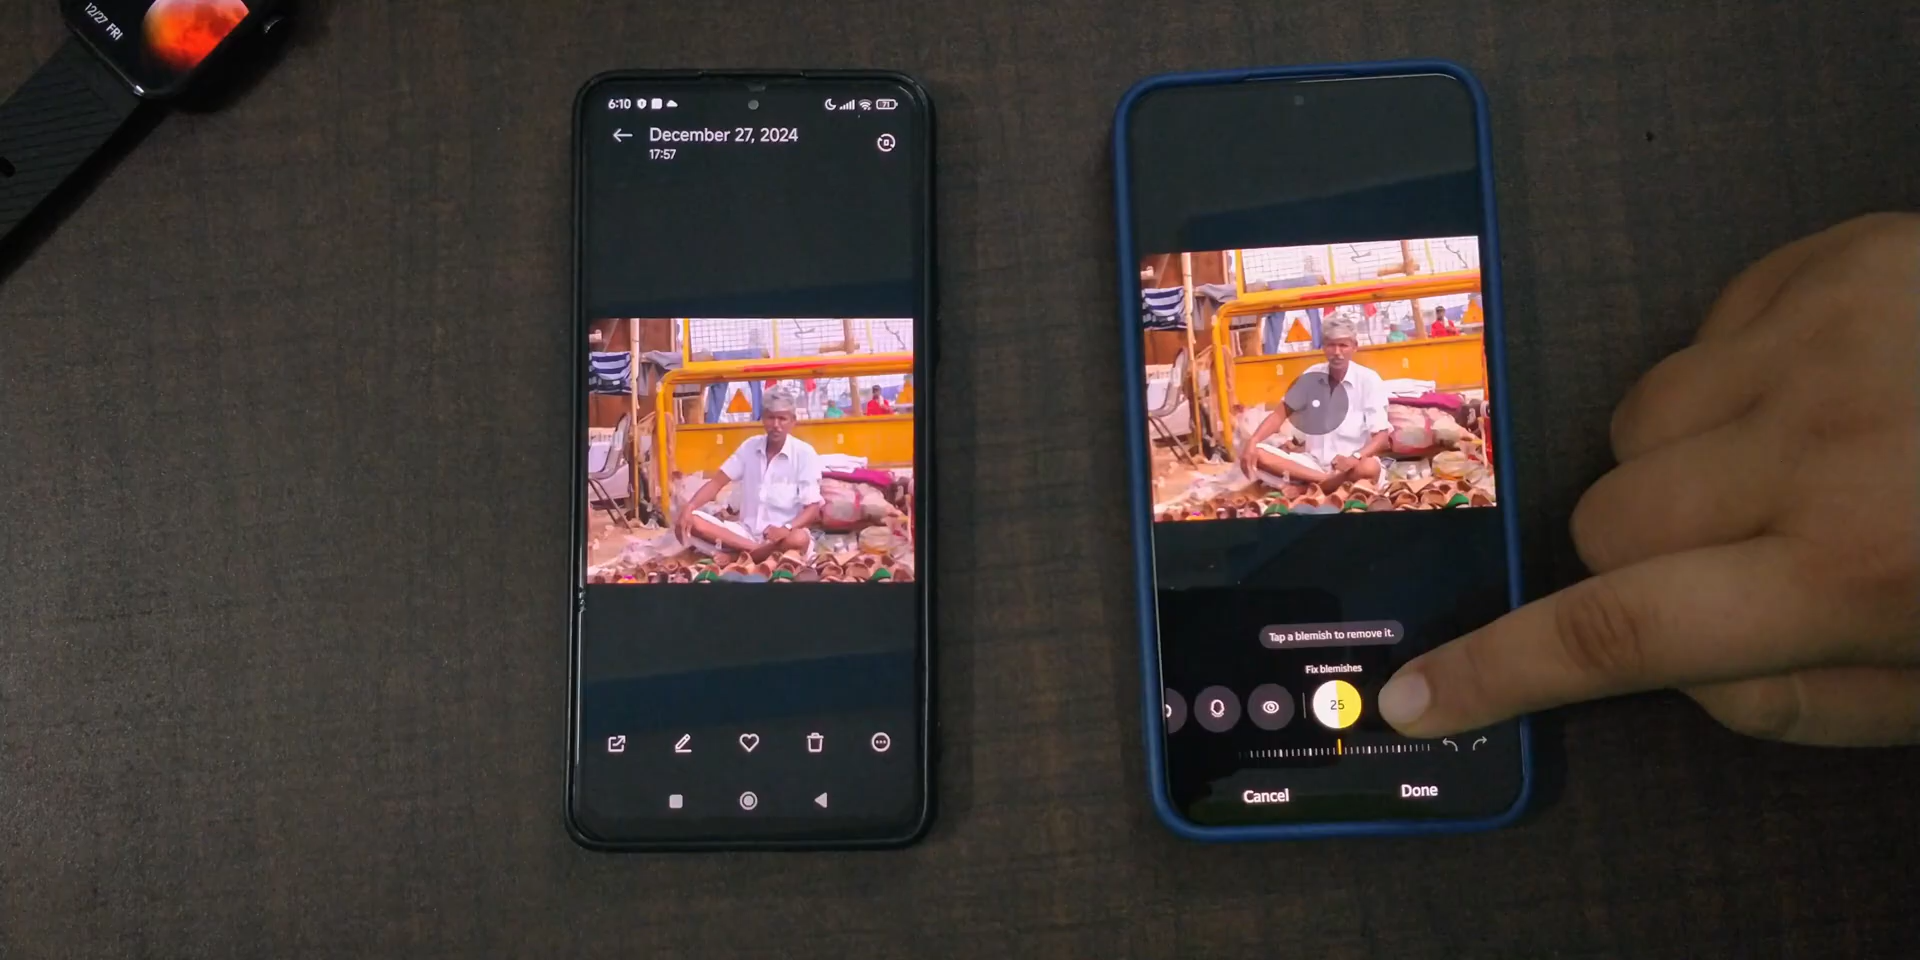 12/27 FRI
6:10
71
December 27, 2024
17:57
Tap a blemish to remove it.
Fix blemishes
25
Cancel
Done